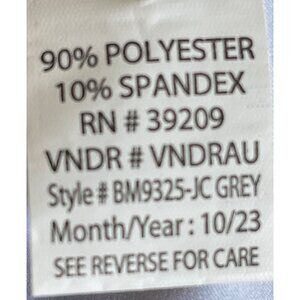 90% POLYESTER
10% SPANDEX
RN # 39209
VNDR # VNDRAU
Style # BM9325-JC GREY
Month/Year : 10/23
SEE REVERSE FOR CARE